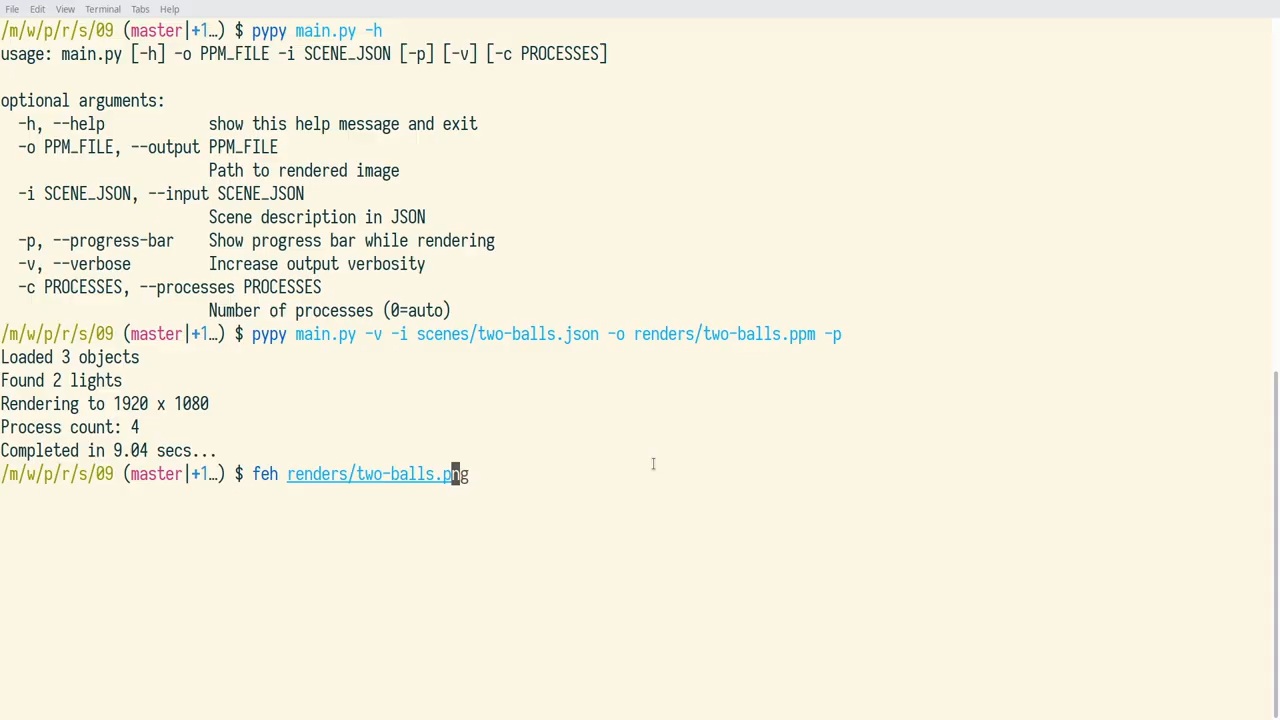 File Edit View Terminal Tabs Help
/m/w/p/r/s/09 (master|+1…) $ pypy main.py -h
usage: main.py [-h] -o PPM_FILE -i SCENE_JSON [-p] [-v] [-c PROCESSES]
optional arguments:
-h, --help show this help message and exit
-o PPM_FILE, --output PPM_FILE
Path to rendered image
-i SCENE_JSON, --input SCENE_JSON
Scene description in JSON
-p, --progress-bar Show progress bar while rendering
-v, --verbose Increase output verbosity
-c PROCESSES, --processes PROCESSES
Number of processes (0=auto)
/m/w/p/r/s/09 (master|+1…) $ pypy main.py -v -i scenes/two-balls.json -o renders/two-balls.ppm -p
Loaded 3 objects
Found 2 lights
Rendering to 1920 x 1080
Process count: 4
Completed in 9.04 secs...
/m/w/p/r/s/09 (master|+1…) $ feh renders/two-balls.png